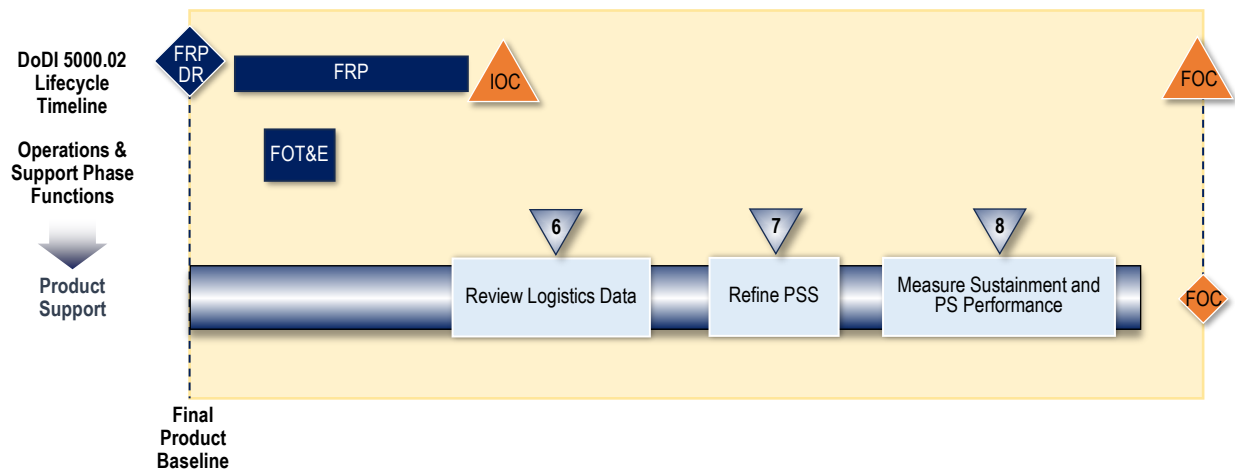 DoDI 5000.02
Lifecycle
Timeline
FRP
DR
FRP
IOC
FOC
Operations &
Support Phase
Functions
FOT&E
6
7
8
Product
Support
Review Logistics Data
Refine PSS
Measure Sustainment and
PS Performance
FOC
Final
Product
Baseline